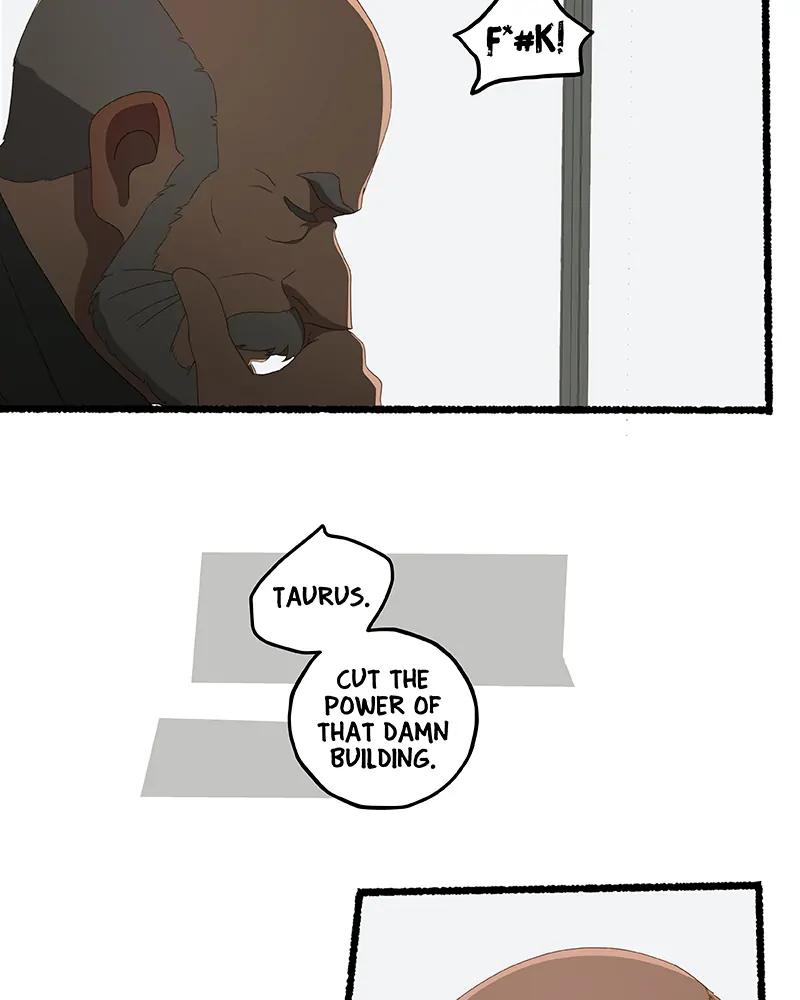 F*#K!
TAURUS.
CUT THE
POWER OF
THAT DAMN
BUILDING.